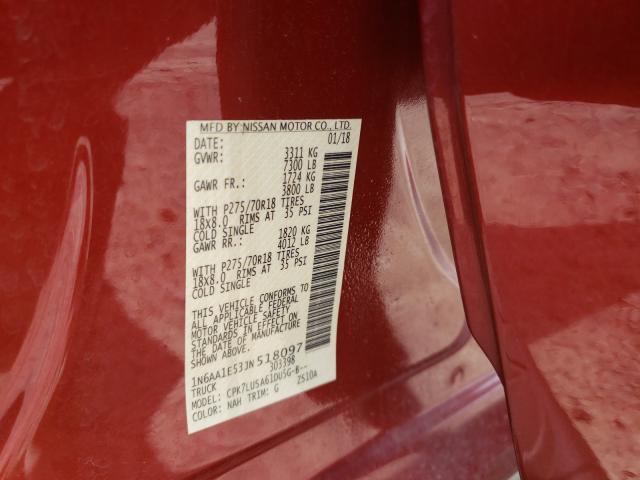 MFD BY NISSAN MOTOR CO., LTD.
DATE: 01/18
GVWR: 3311 KG
7300 LB
GAWR FR.: 1724 KG
3800 LB
WITH P275/70R18 TIRES
18X8.0 RIMS AT 35 PSI
COLD SINGLE
GAWR RR.: 1820 KG
4012 LB
WITH P275/70R18 TIRES
18X8.0 RIMS AT 35 PSI
COLD SINGLE
THIS VEHICLE CONFORMS TO
ALL APPLICABLE FEDERAL
MOTOR VEHICLE SAFETY
STANDARDS IN EFFECT ON
THE DATE OF MANUFACTURE
SHOWN ABOVE.
1N6AA1E53JN518097
TRUCK 303398
MODEL: CPK7LUSA61DU5G-B--
COLOR: NAH TRIM: G ZS10A